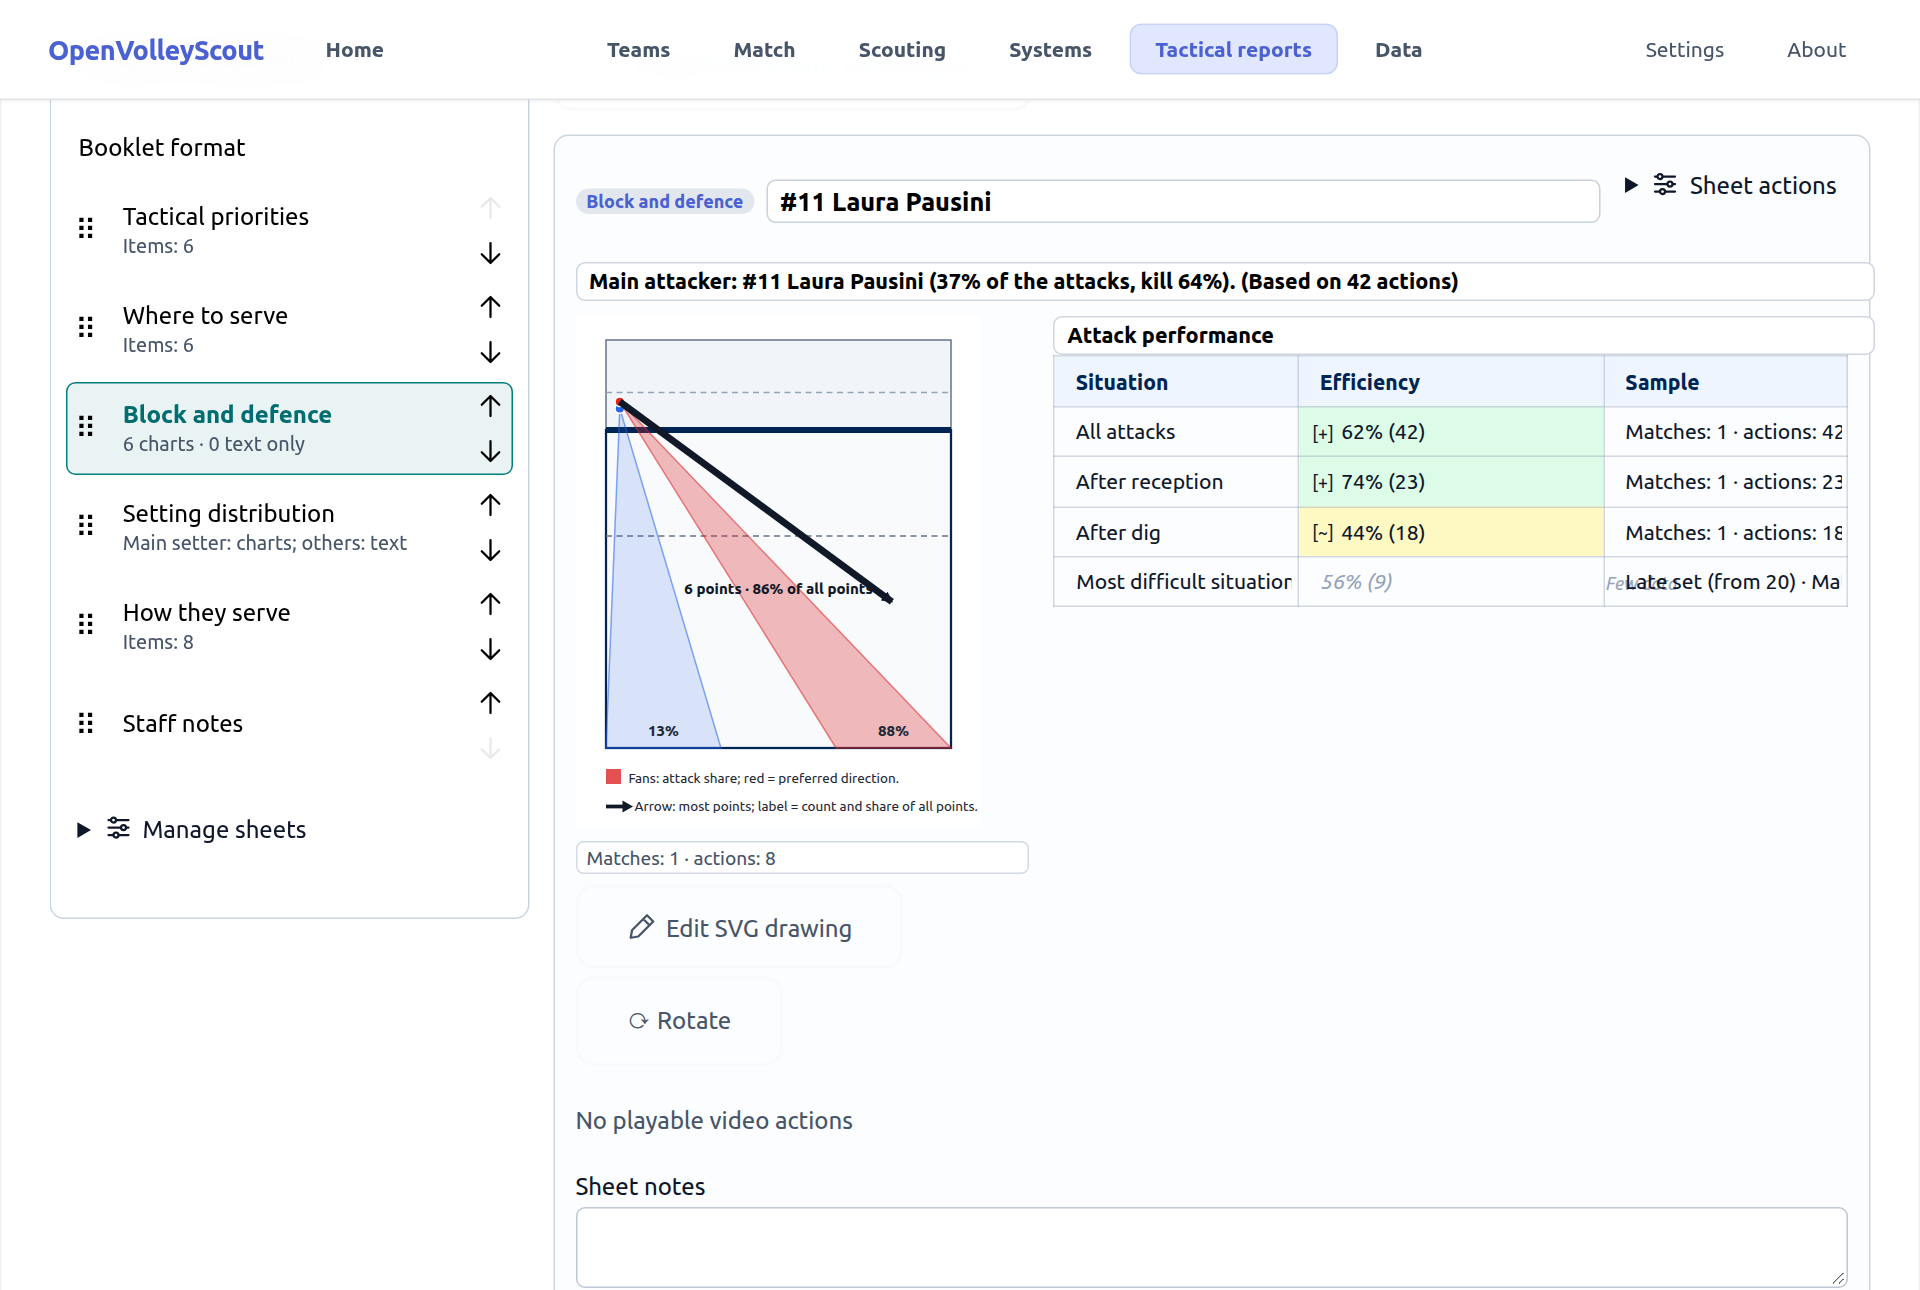 OpenVolleyScout
Home
Teams
Match
Scouting
Systems
Tactical reports
Data
Settings
About
Booklet format
Tactical priorities
Items: 6
Where to serve
Items: 6
Block and defence
6 charts · 0 text only
Setting distribution
Main setter: charts; others: text
How they serve
Items: 8
Staff notes
Manage sheets
Block and defence
#11 Laura Pausini
Sheet actions
Main attacker: #11 Laura Pausini (37% of the attacks, kill 64%). (Based on 42 actions)
6 points · 86% of all points
13%
88%
Fans: attack share; red = preferred direction.
Arrow: most points; label = count and share of all points.
Attack performance
Situation Efficiency Sample
All attacks [+] 62% (42) Matches: 1 · actions: 42
After reception [+] 74% (23) Matches: 1 · actions: 23
After dig [~] 44% (18) Matches: 1 · actions: 18
Most difficult situation 56% (9) Late set (from 20) · Ma
Matches: 1 · actions: 8
Edit SVG drawing
Rotate
No playable video actions
Sheet notes